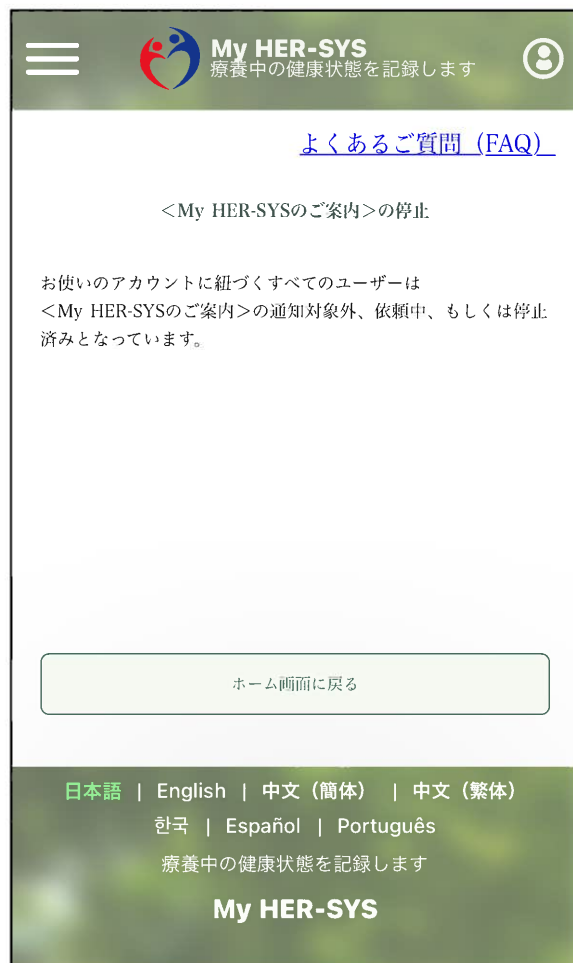 My HER-SYS
療養中の健康状態を記録します
よくあるご質問（FAQ）
＜My HER-SYSのご案内＞の停止
お使いのアカウントに紐づくすべてのユーザーは
＜My HER-SYSのご案内＞の通知対象外、依頼中、もしくは停止
済みとなっています。
ホーム画面に戻る
日本語 | English | 中文（簡体） | 中文（繁体）
한국 | Español | Português
療養中の健康状態を記録します
My HER-SYS